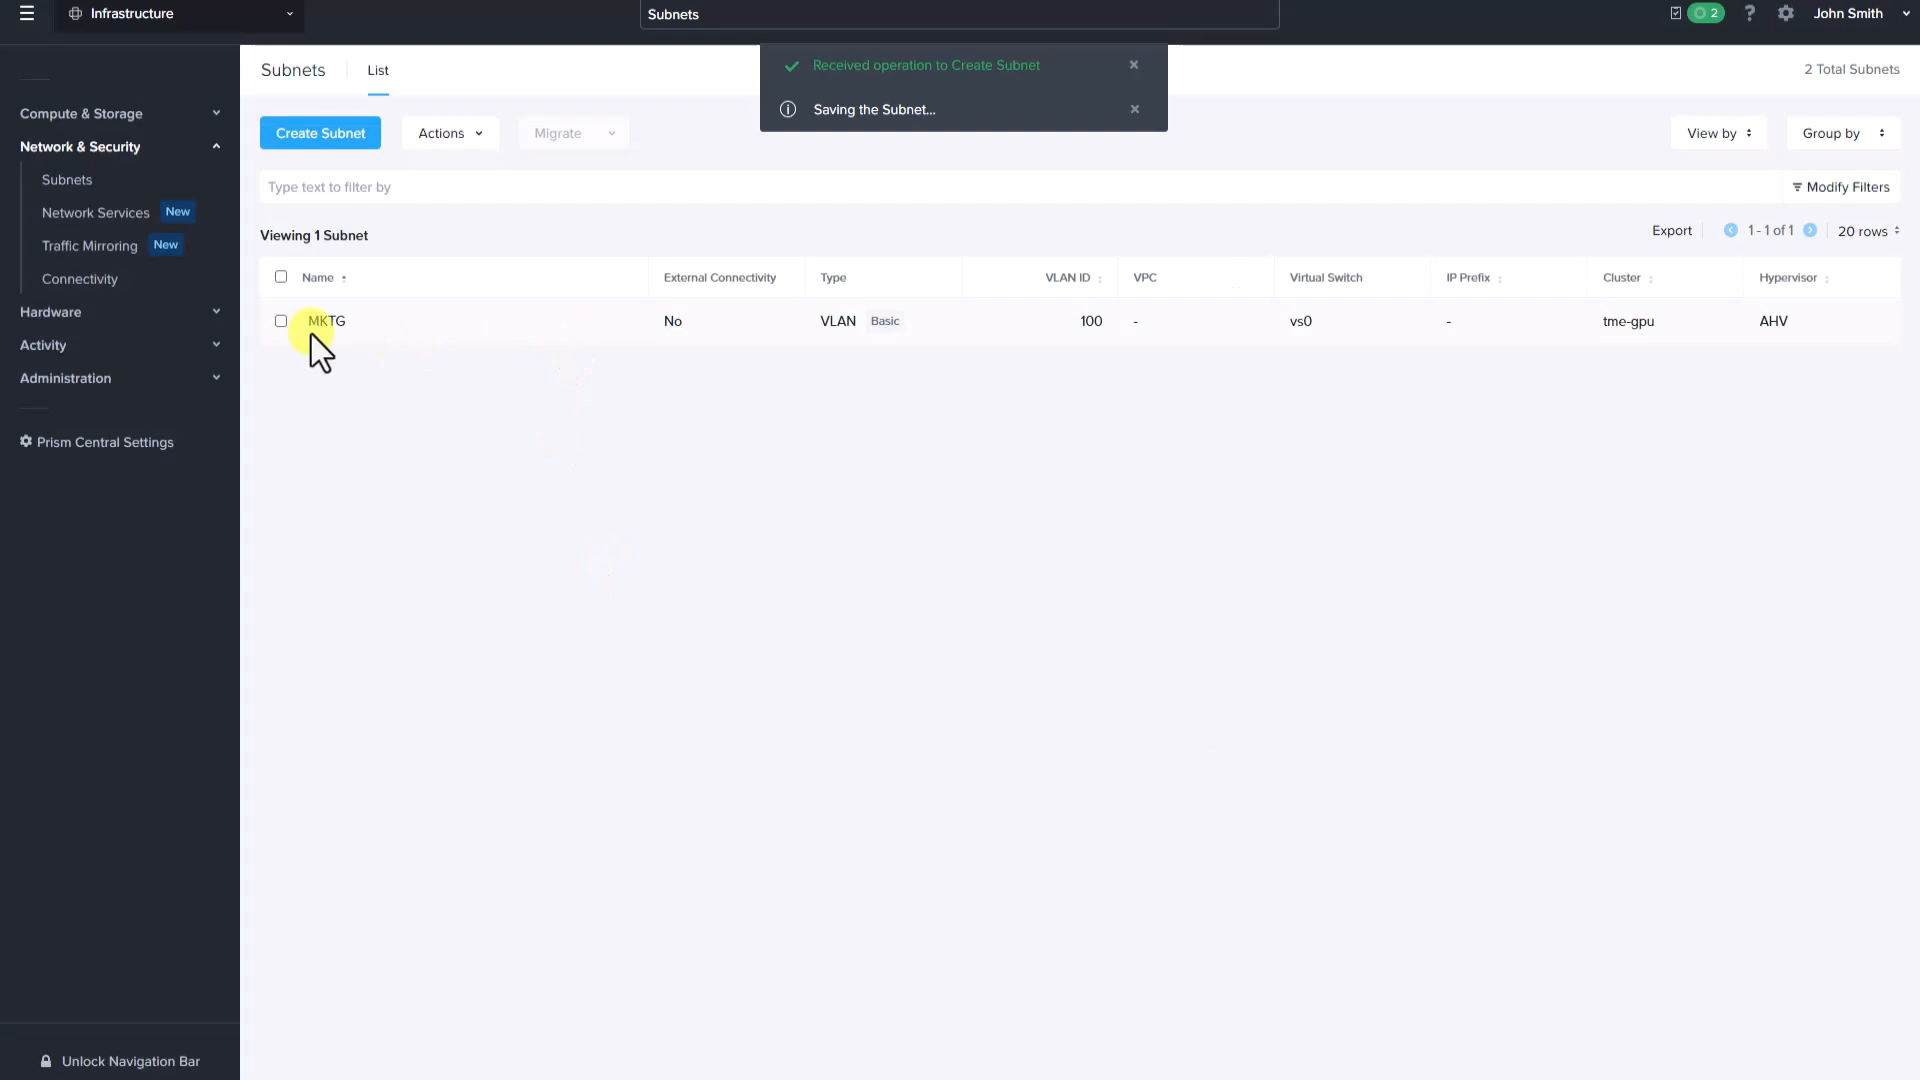 Infrastructure
Subnets
2
?
John Smith
Subnets
List
Received operation to Create Subnet
Saving the Subnet...
2 Total Subnets
Compute & Storage
Network & Security
Subnets
Network Services New
Traffic Mirroring New
Connectivity
Hardware
Activity
Administration
Prism Central Settings
Unlock Navigation Bar
Create Subnet
Actions
Migrate
View by
Group by
Type text to filter by
Modify Filters
Viewing 1 Subnet
Export
1 - 1 of 1
20 rows
Name External Connectivity Type VLAN ID VPC Virtual Switch IP Prefix Cluster Hypervisor
MKTG No VLAN Basic 100 - vs0 - tme-gpu AHV